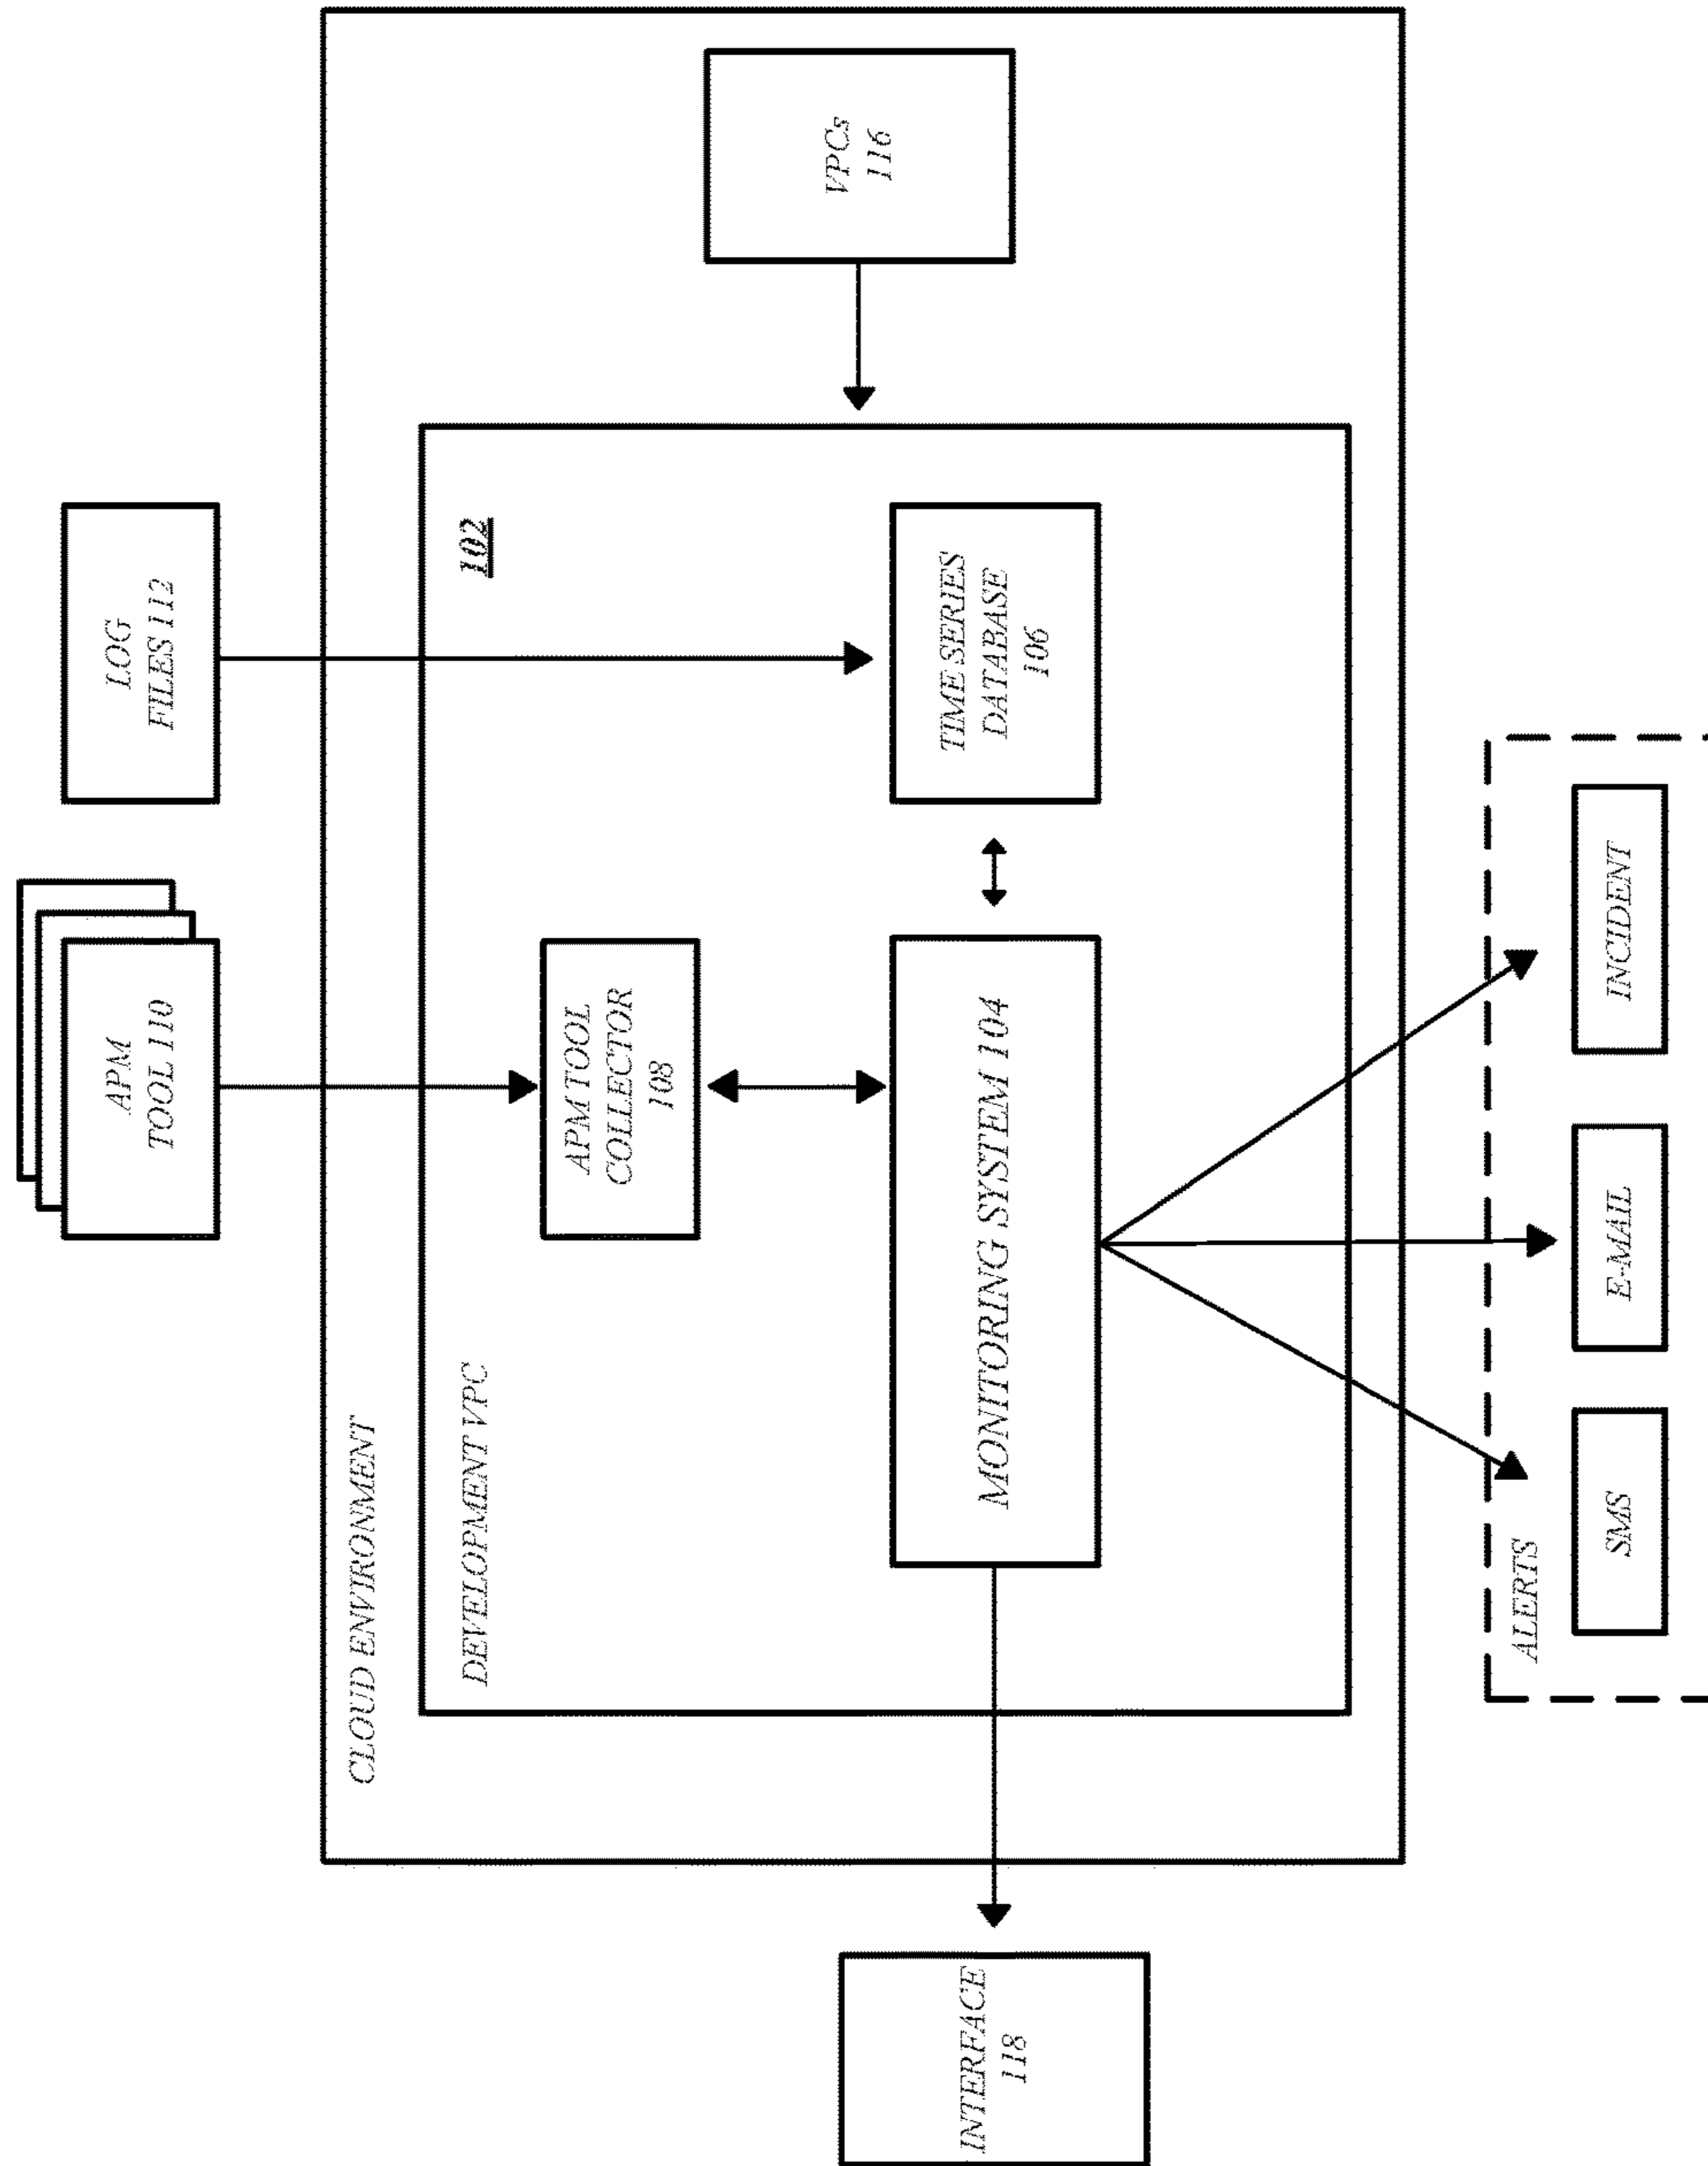 APM
TOOL 110
LOG
FILES 112
CLOUD ENVIRONMENT
DEVELOPMENT VPC
102
APM TOOL
COLLECTOR
108
VPCs
116
INTERFACE
118
MONITORING SYSTEM 104
TIME SERIES
DATABASE
106
ALERTS
SMS
E-MAIL
INCIDENT